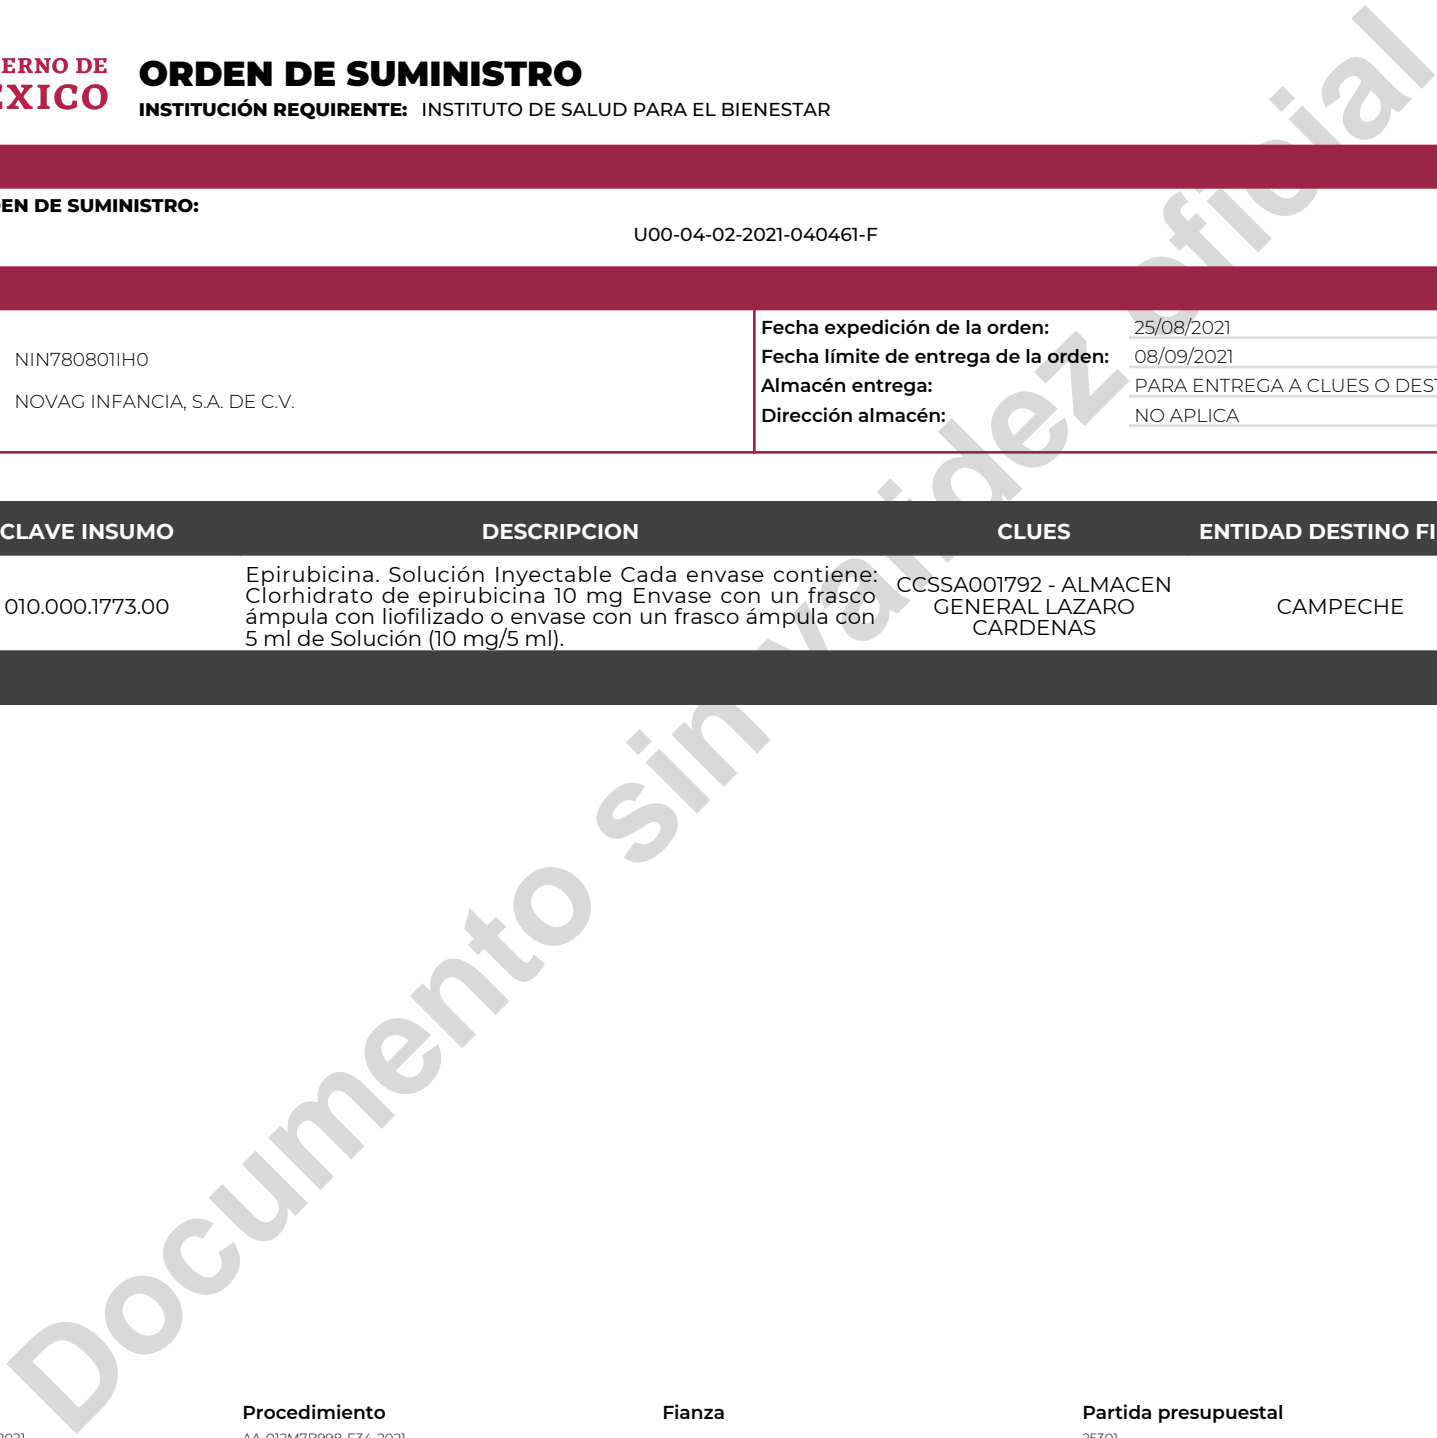 ERNO DE
ÉXICO
ORDEN DE SUMINISTRO
INSTITUCIÓN REQUIRENTE: INSTITUTO DE SALUD PARA EL BIENESTAR
EN DE SUMINISTRO:
U00-04-02-2021-040461-F
NIN780801IH0
NOVAG INFANCIA, S.A. DE C.V.
Fecha expedición de la orden: 25/08/2021
Fecha límite de entrega de la orden: 08/09/2021
Almacén entrega: PARA ENTREGA A CLUES O DEST
Dirección almacén: NO APLICA
CLAVE INSUMO DESCRIPCION CLUES ENTIDAD DESTINO FI
010.000.1773.00
Epirubicina. Solución Inyectable Cada envase contiene:
Clorhidrato de epirubicina 10 mg Envase con un frasco
ámpula con liofilizado o envase con un frasco ámpula con
5 ml de Solución (10 mg/5 ml).
CCSSA001792 - ALMACEN
GENERAL LAZARO
CARDENAS
CAMPECHE
Documento sin validez oficial
Procedimiento Fianza Partida presupuestal